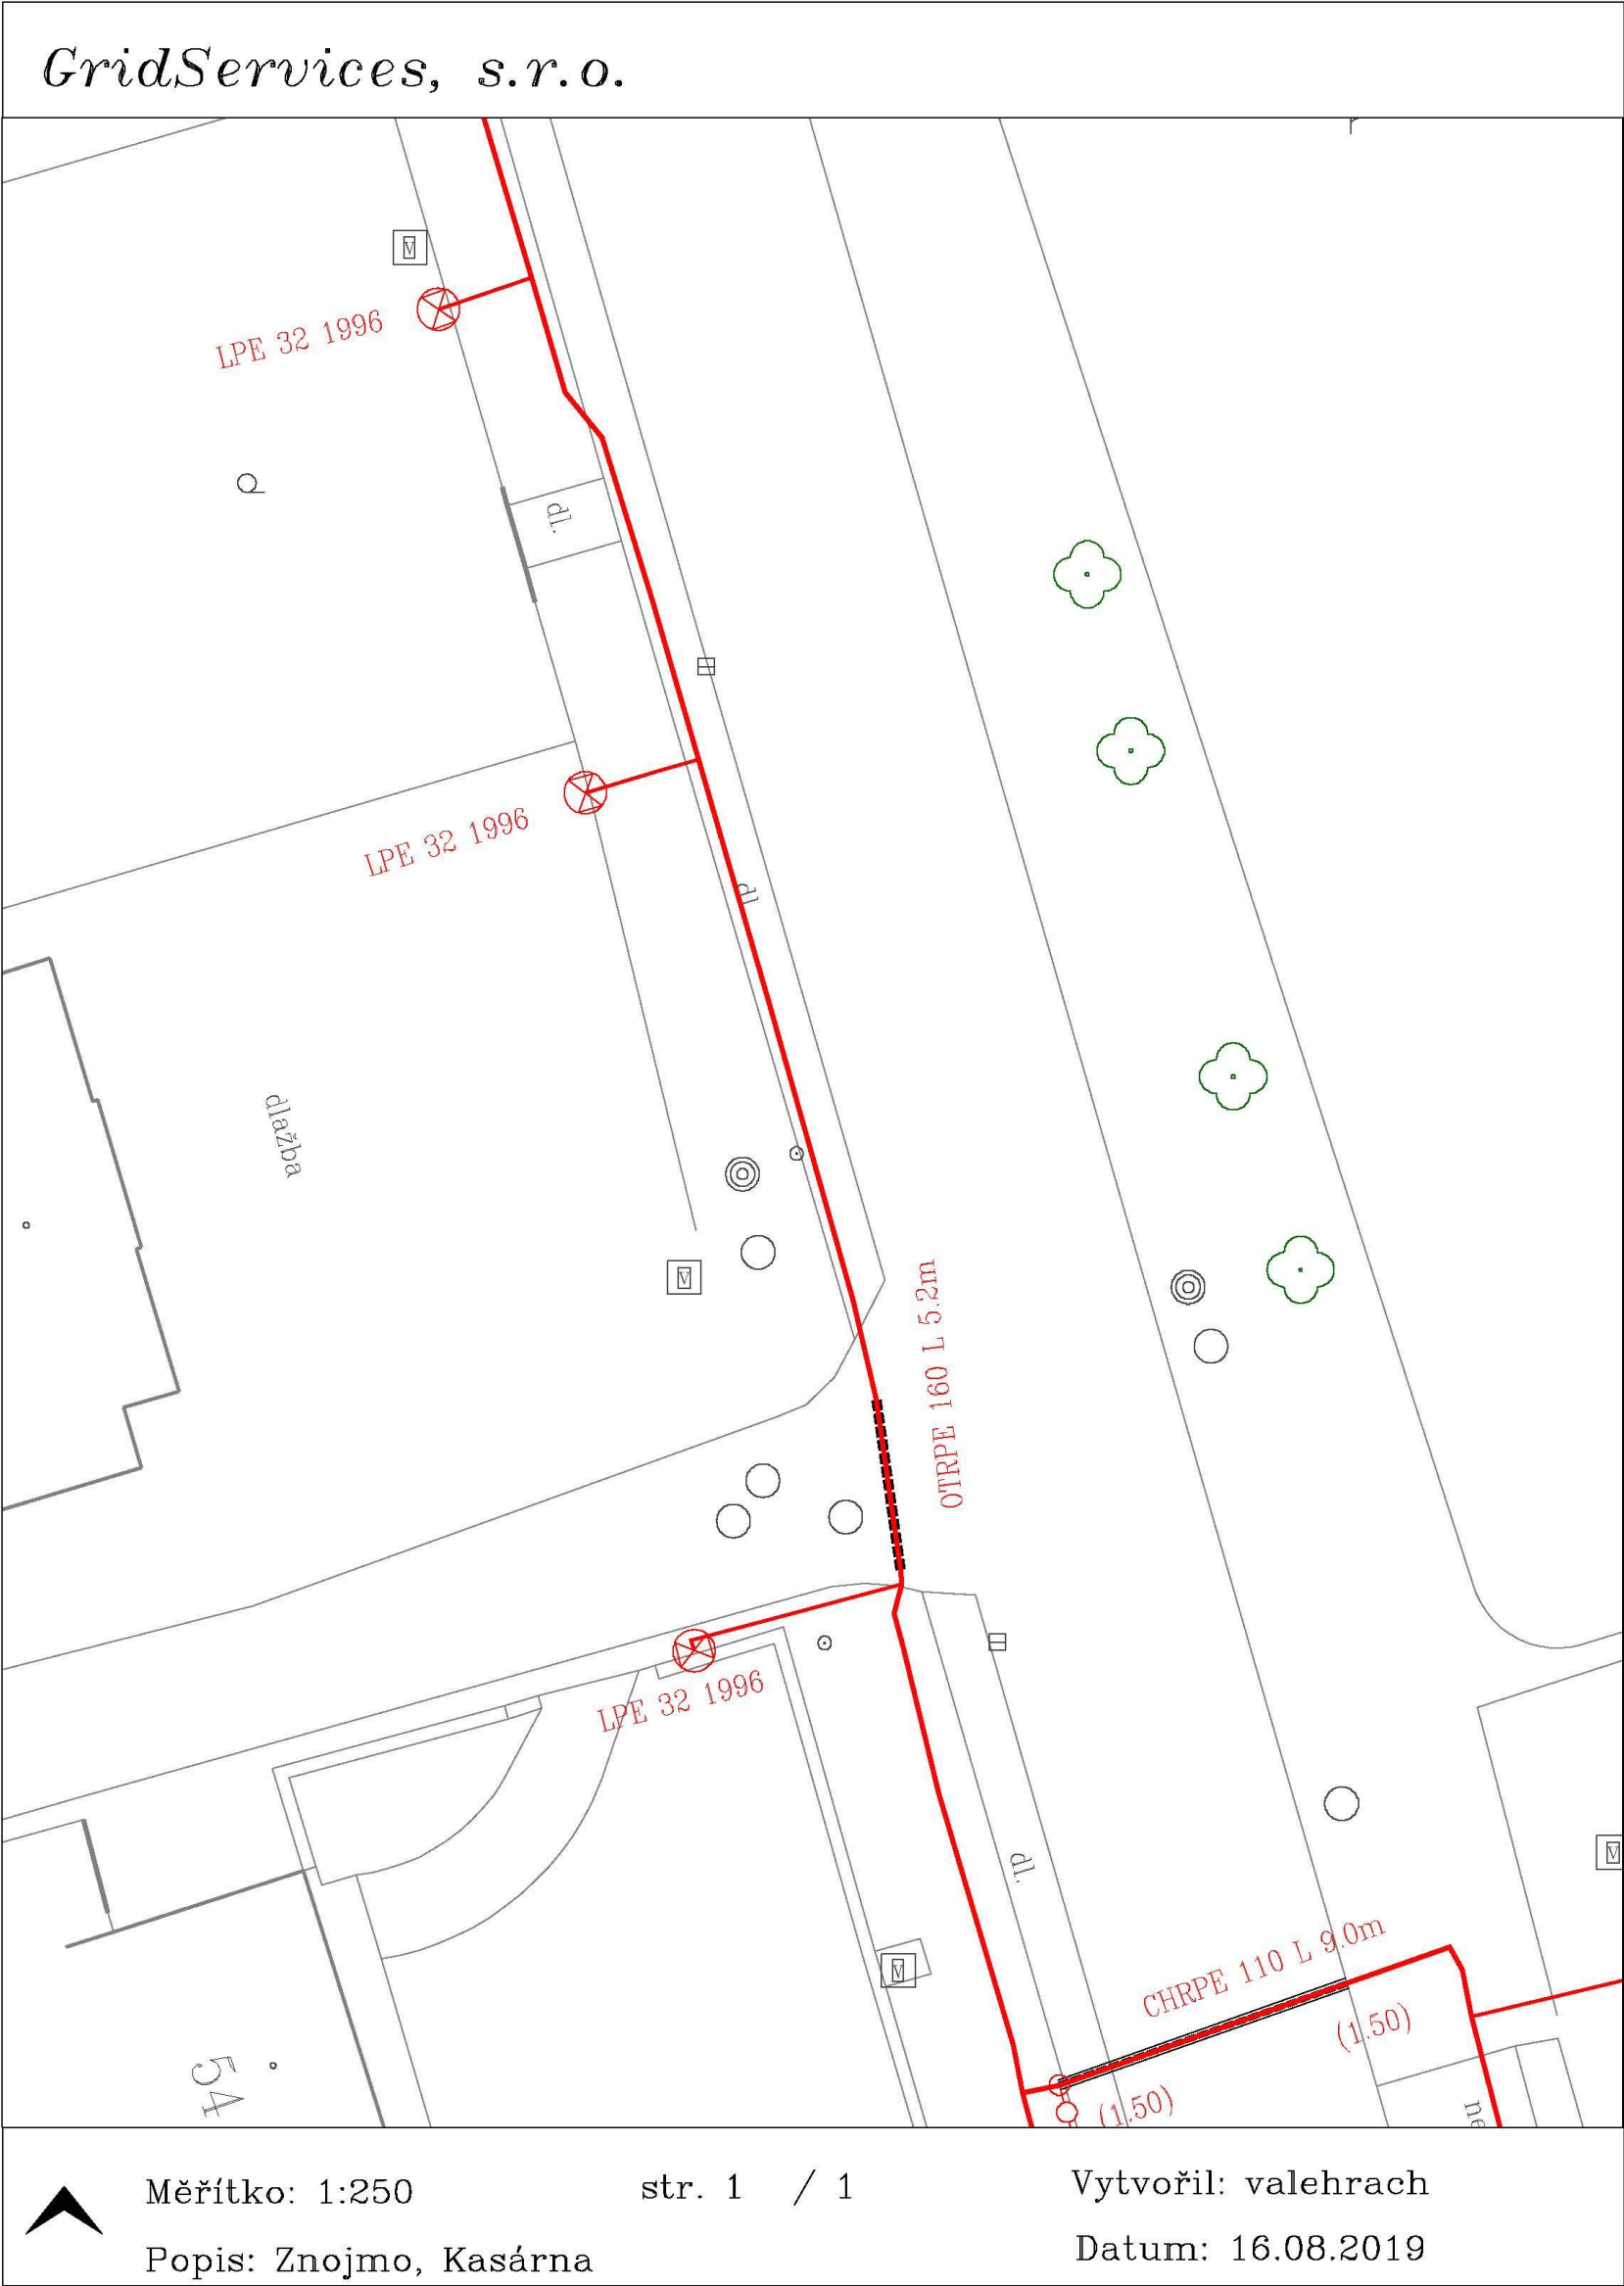 GridServices, s.r.o.
V
LPE 32 1996
dl.
LPE 32 1996
dl
dlažba
V
OTRPE 160 L 5.2m
LPE 32 1996
dl.
V
V
CHRPE 110 L 9.0m
(1.50)
(1.50)
54
ne
Měřítko: 1:250
str. 1 / 1
Vytvořil: valehrach
Popis: Znojmo, Kasárna
Datum: 16.08.2019